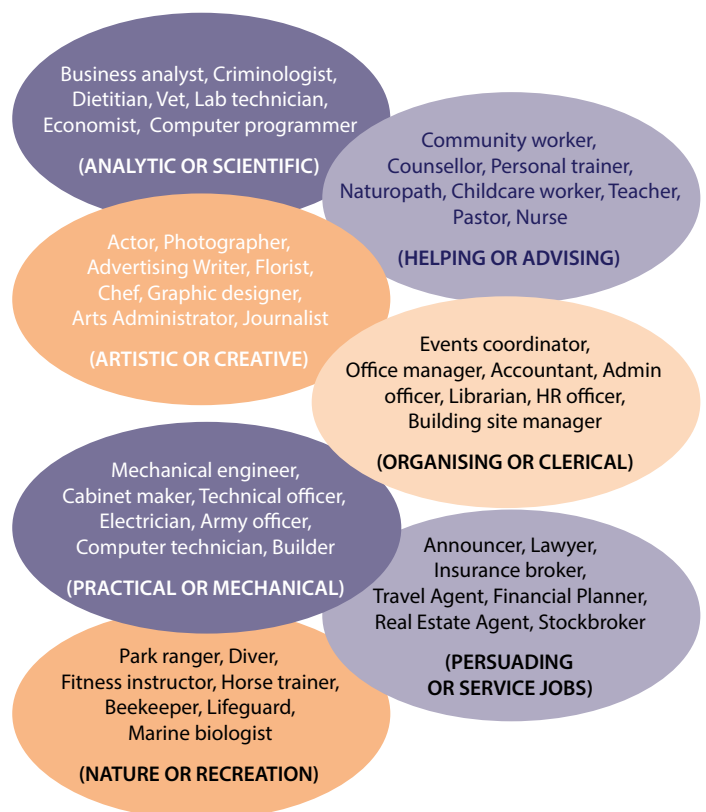 Business analyst, Criminologist,
Dietitian, Vet, Lab technician,
Economist, Computer programmer
(ANALYTIC OR SCIENTIFIC)
Community worker,
Counsellor, Personal trainer,
Naturopath, Childcare worker, Teacher,
Pastor, Nurse
(HELPING OR ADVISING)
Actor, Photographer,
Advertising Writer, Florist,
Chef, Graphic designer,
Arts Administrator, Journalist
(ARTISTIC OR CREATIVE)
Events coordinator,
Office manager, Accountant, Admin
officer, Librarian, HR officer,
Building site manager
(ORGANISING OR CLERICAL)
Mechanical engineer,
Cabinet maker, Technical officer,
Electrician, Army officer,
Computer technician, Builder
(PRACTICAL OR MECHANICAL)
Announcer, Lawyer,
Insurance broker,
Travel Agent, Financial Planner,
Real Estate Agent, Stockbroker
(PERSUADING
OR SERVICE JOBS)
Park ranger, Diver,
Fitness instructor, Horse trainer,
Beekeeper, Lifeguard,
Marine biologist
(NATURE OR RECREATION)